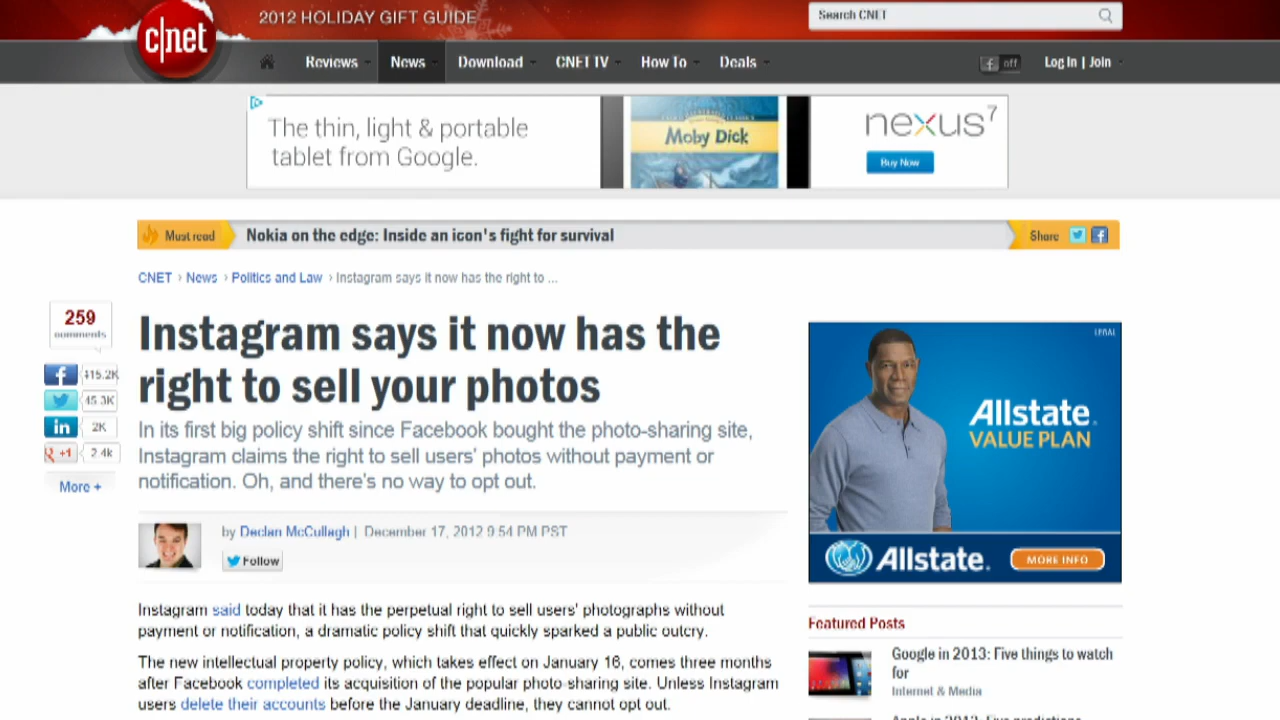 c|net
2012 HOLIDAY GIFT GUIDE
Search CNET
Reviews News Download CNET TV How To Deals
f off
Log In | Join
The thin, light & portable
tablet from Google.
Moby Dick
nexus 7
Buy Now
Must read
Nokia on the edge: Inside an icon's fight for survival
Share
CNET › News › Politics and Law › Instagram says it now has the right to ...
259
comments
f 115.2K
45.3K
in 2K
+1 2.4k
More +
Instagram says it now has the
right to sell your photos
In its first big policy shift since Facebook bought the photo-sharing site,
Instagram claims the right to sell users' photos without payment or
notification. Oh, and there's no way to opt out.
by Declan McCullagh | December 17, 2012 9:54 PM PST
Follow
Instagram said today that it has the perpetual right to sell users' photographs without
payment or notification, a dramatic policy shift that quickly sparked a public outcry.
The new intellectual property policy, which takes effect on January 16, comes three months
after Facebook completed its acquisition of the popular photo-sharing site. Unless Instagram
users delete their accounts before the January deadline, they cannot opt out.
LEGAL
Allstate.
VALUE PLAN
Allstate.
MORE INFO
Featured Posts
Google in 2013: Five things to watch
for
Internet & Media
Apple in 2013: Five predictions